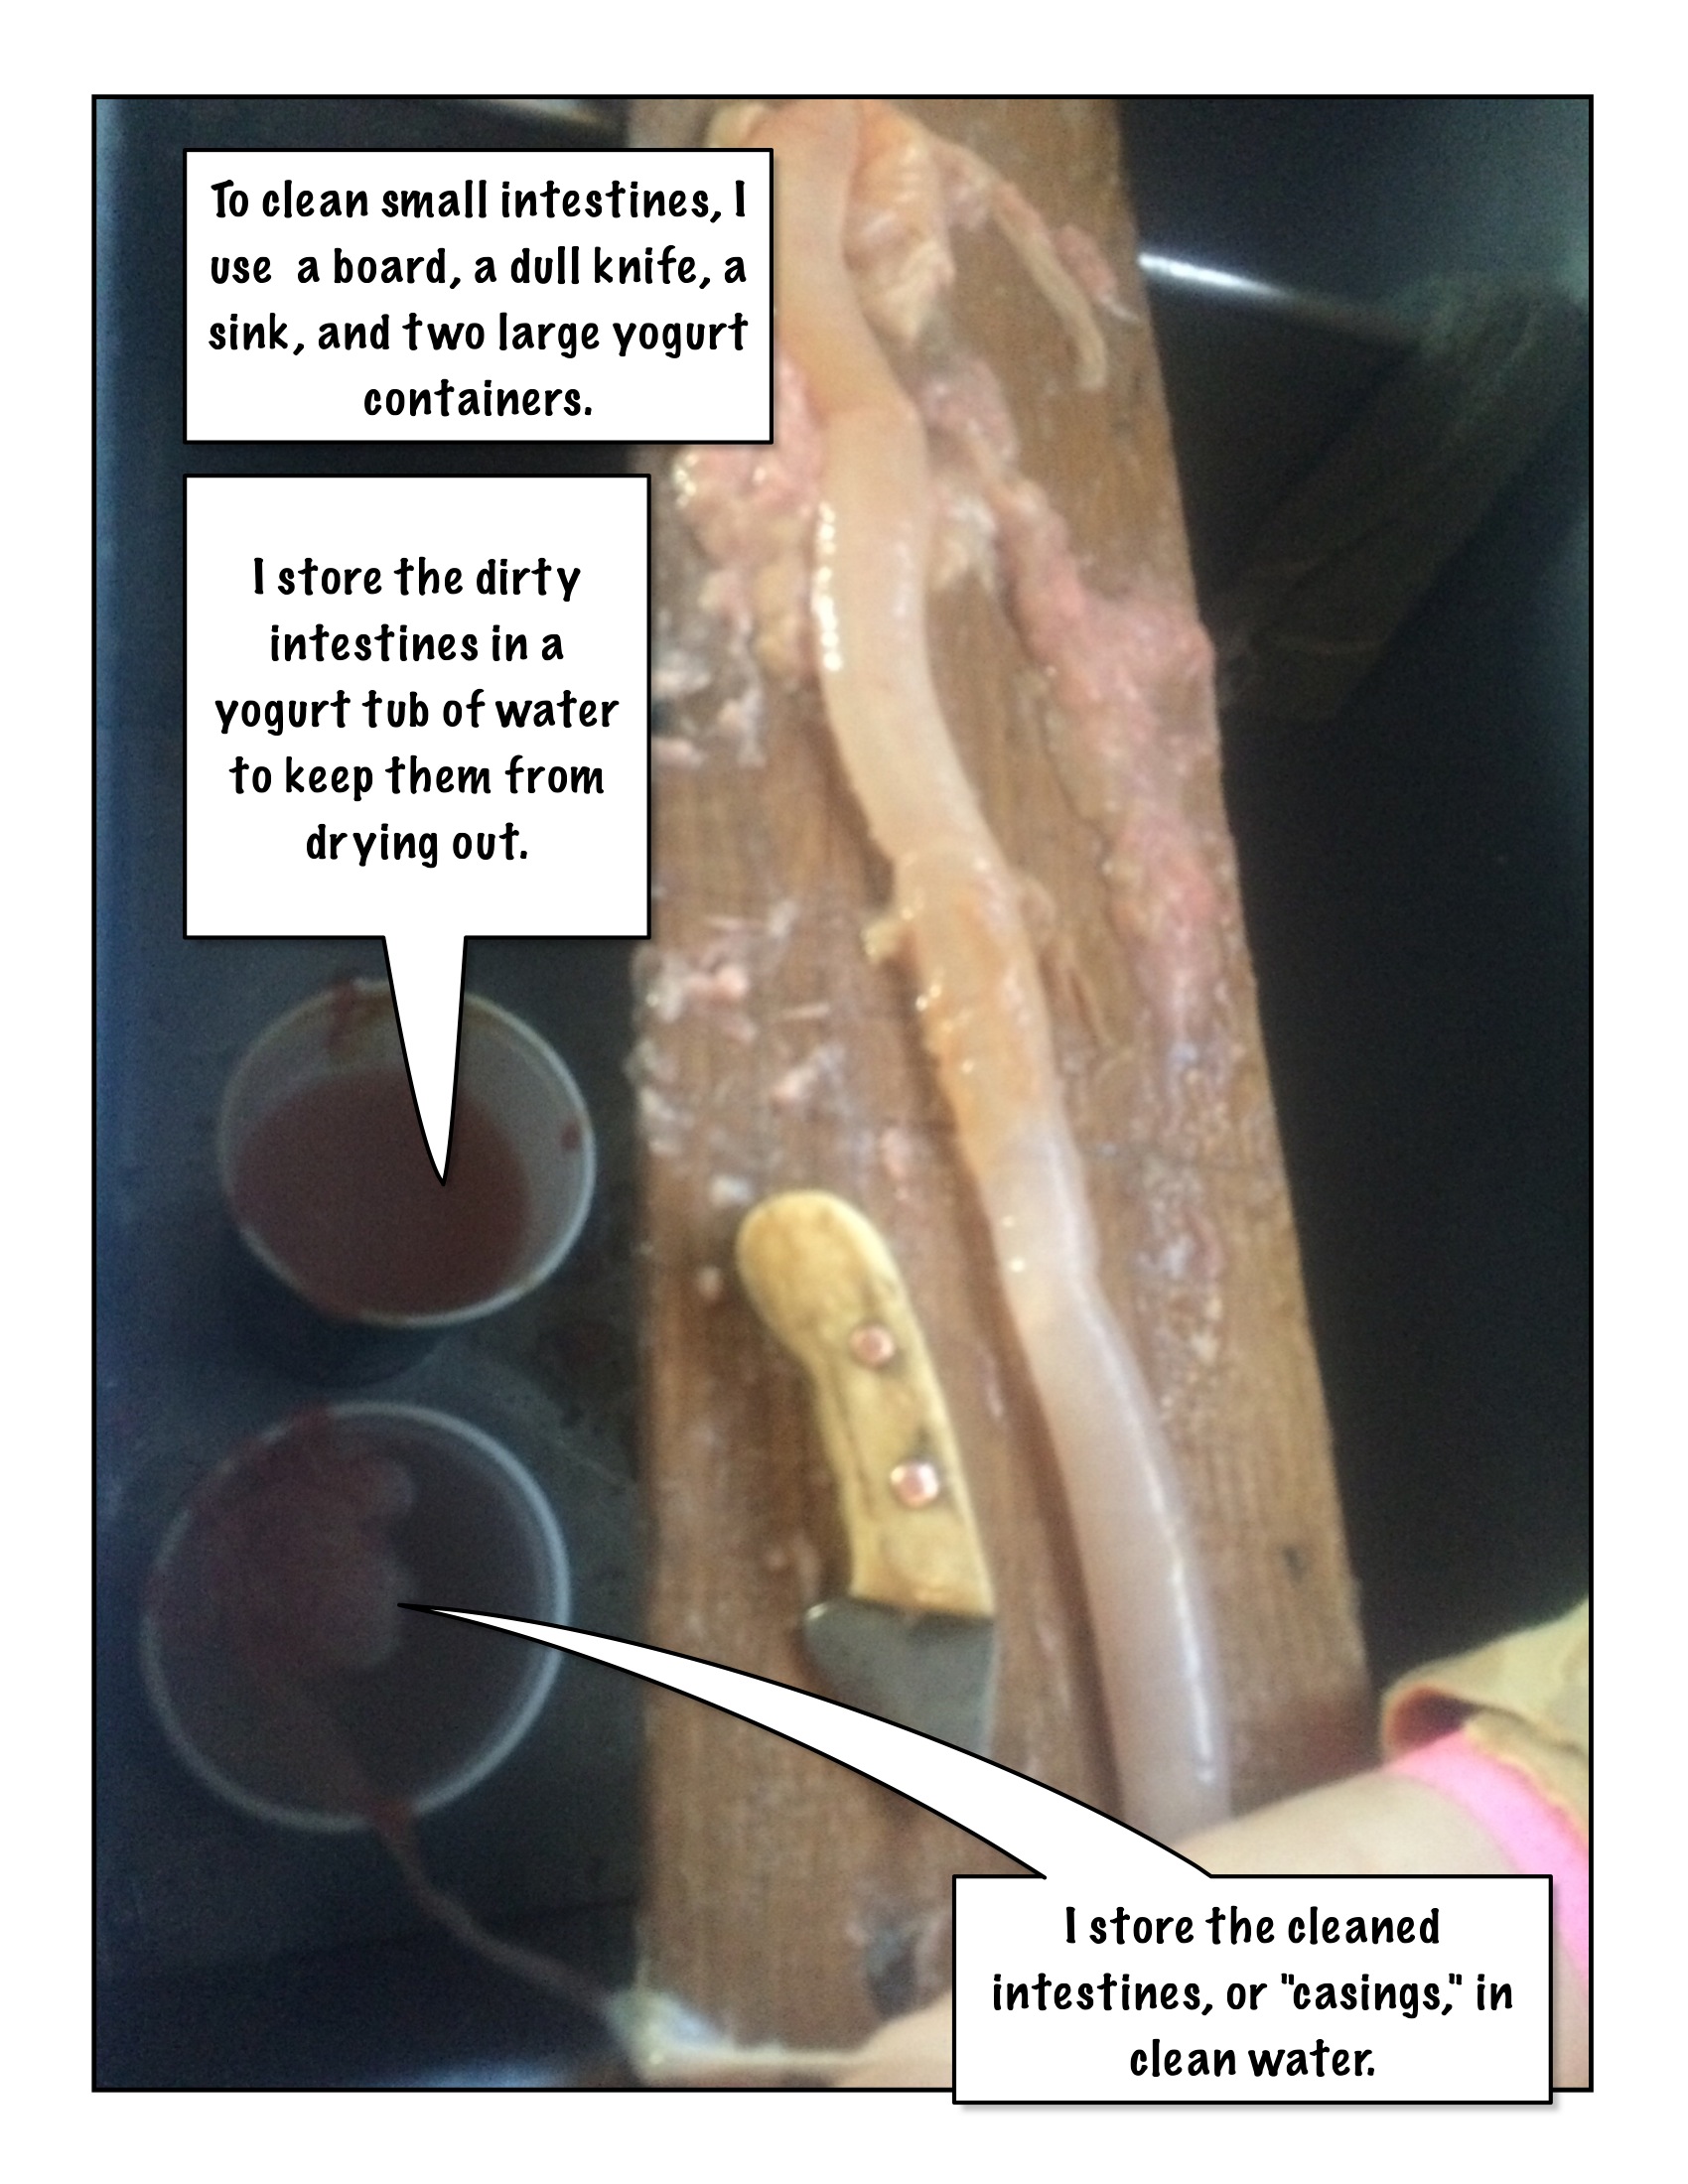 To clean small intestines, I
use  a board, a dull knife, a
sink, and two large yogurt
containers.
I store the dirty
intestines in a
yogurt tub of water
to keep them from
drying out.
I store the cleaned
intestines, or "casings," in
clean water.